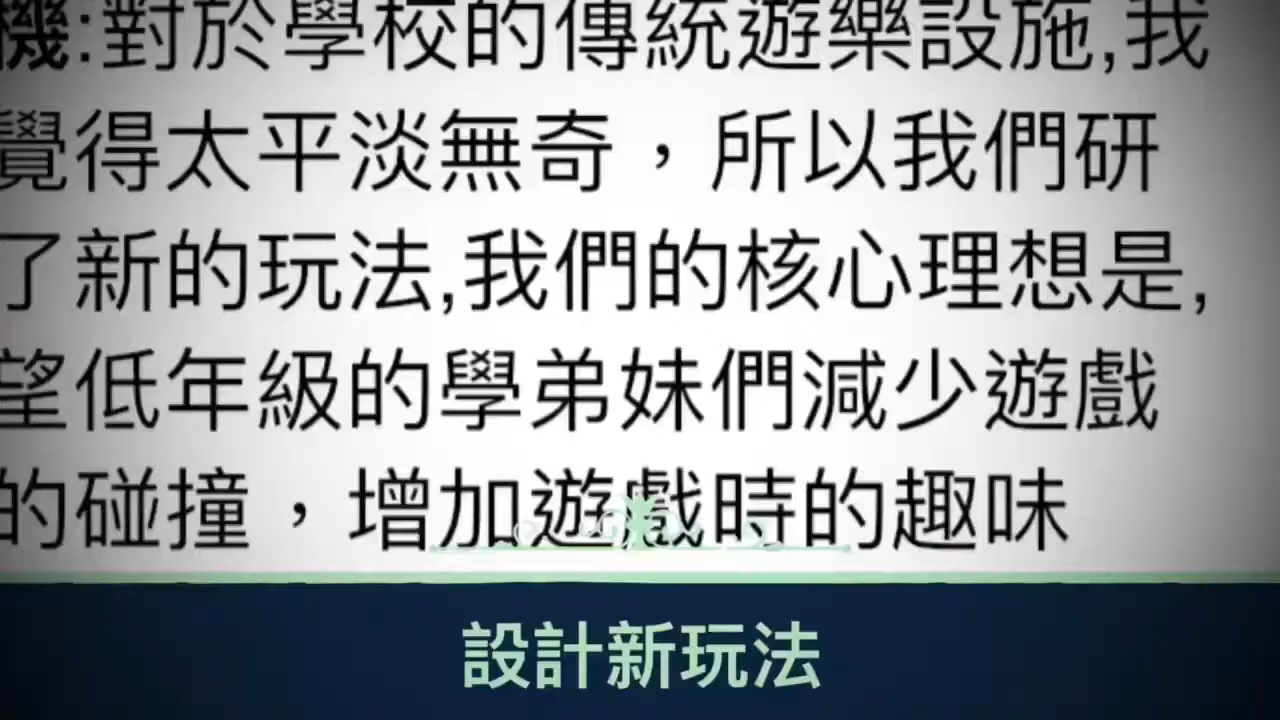 機:對於學校的傳統遊樂設施,我
覺得太平淡無奇，所以我們研
了新的玩法,我們的核心理想是,
望低年級的學弟妹們減少遊戲
的碰撞，增加遊戲時的趣味
設計新玩法